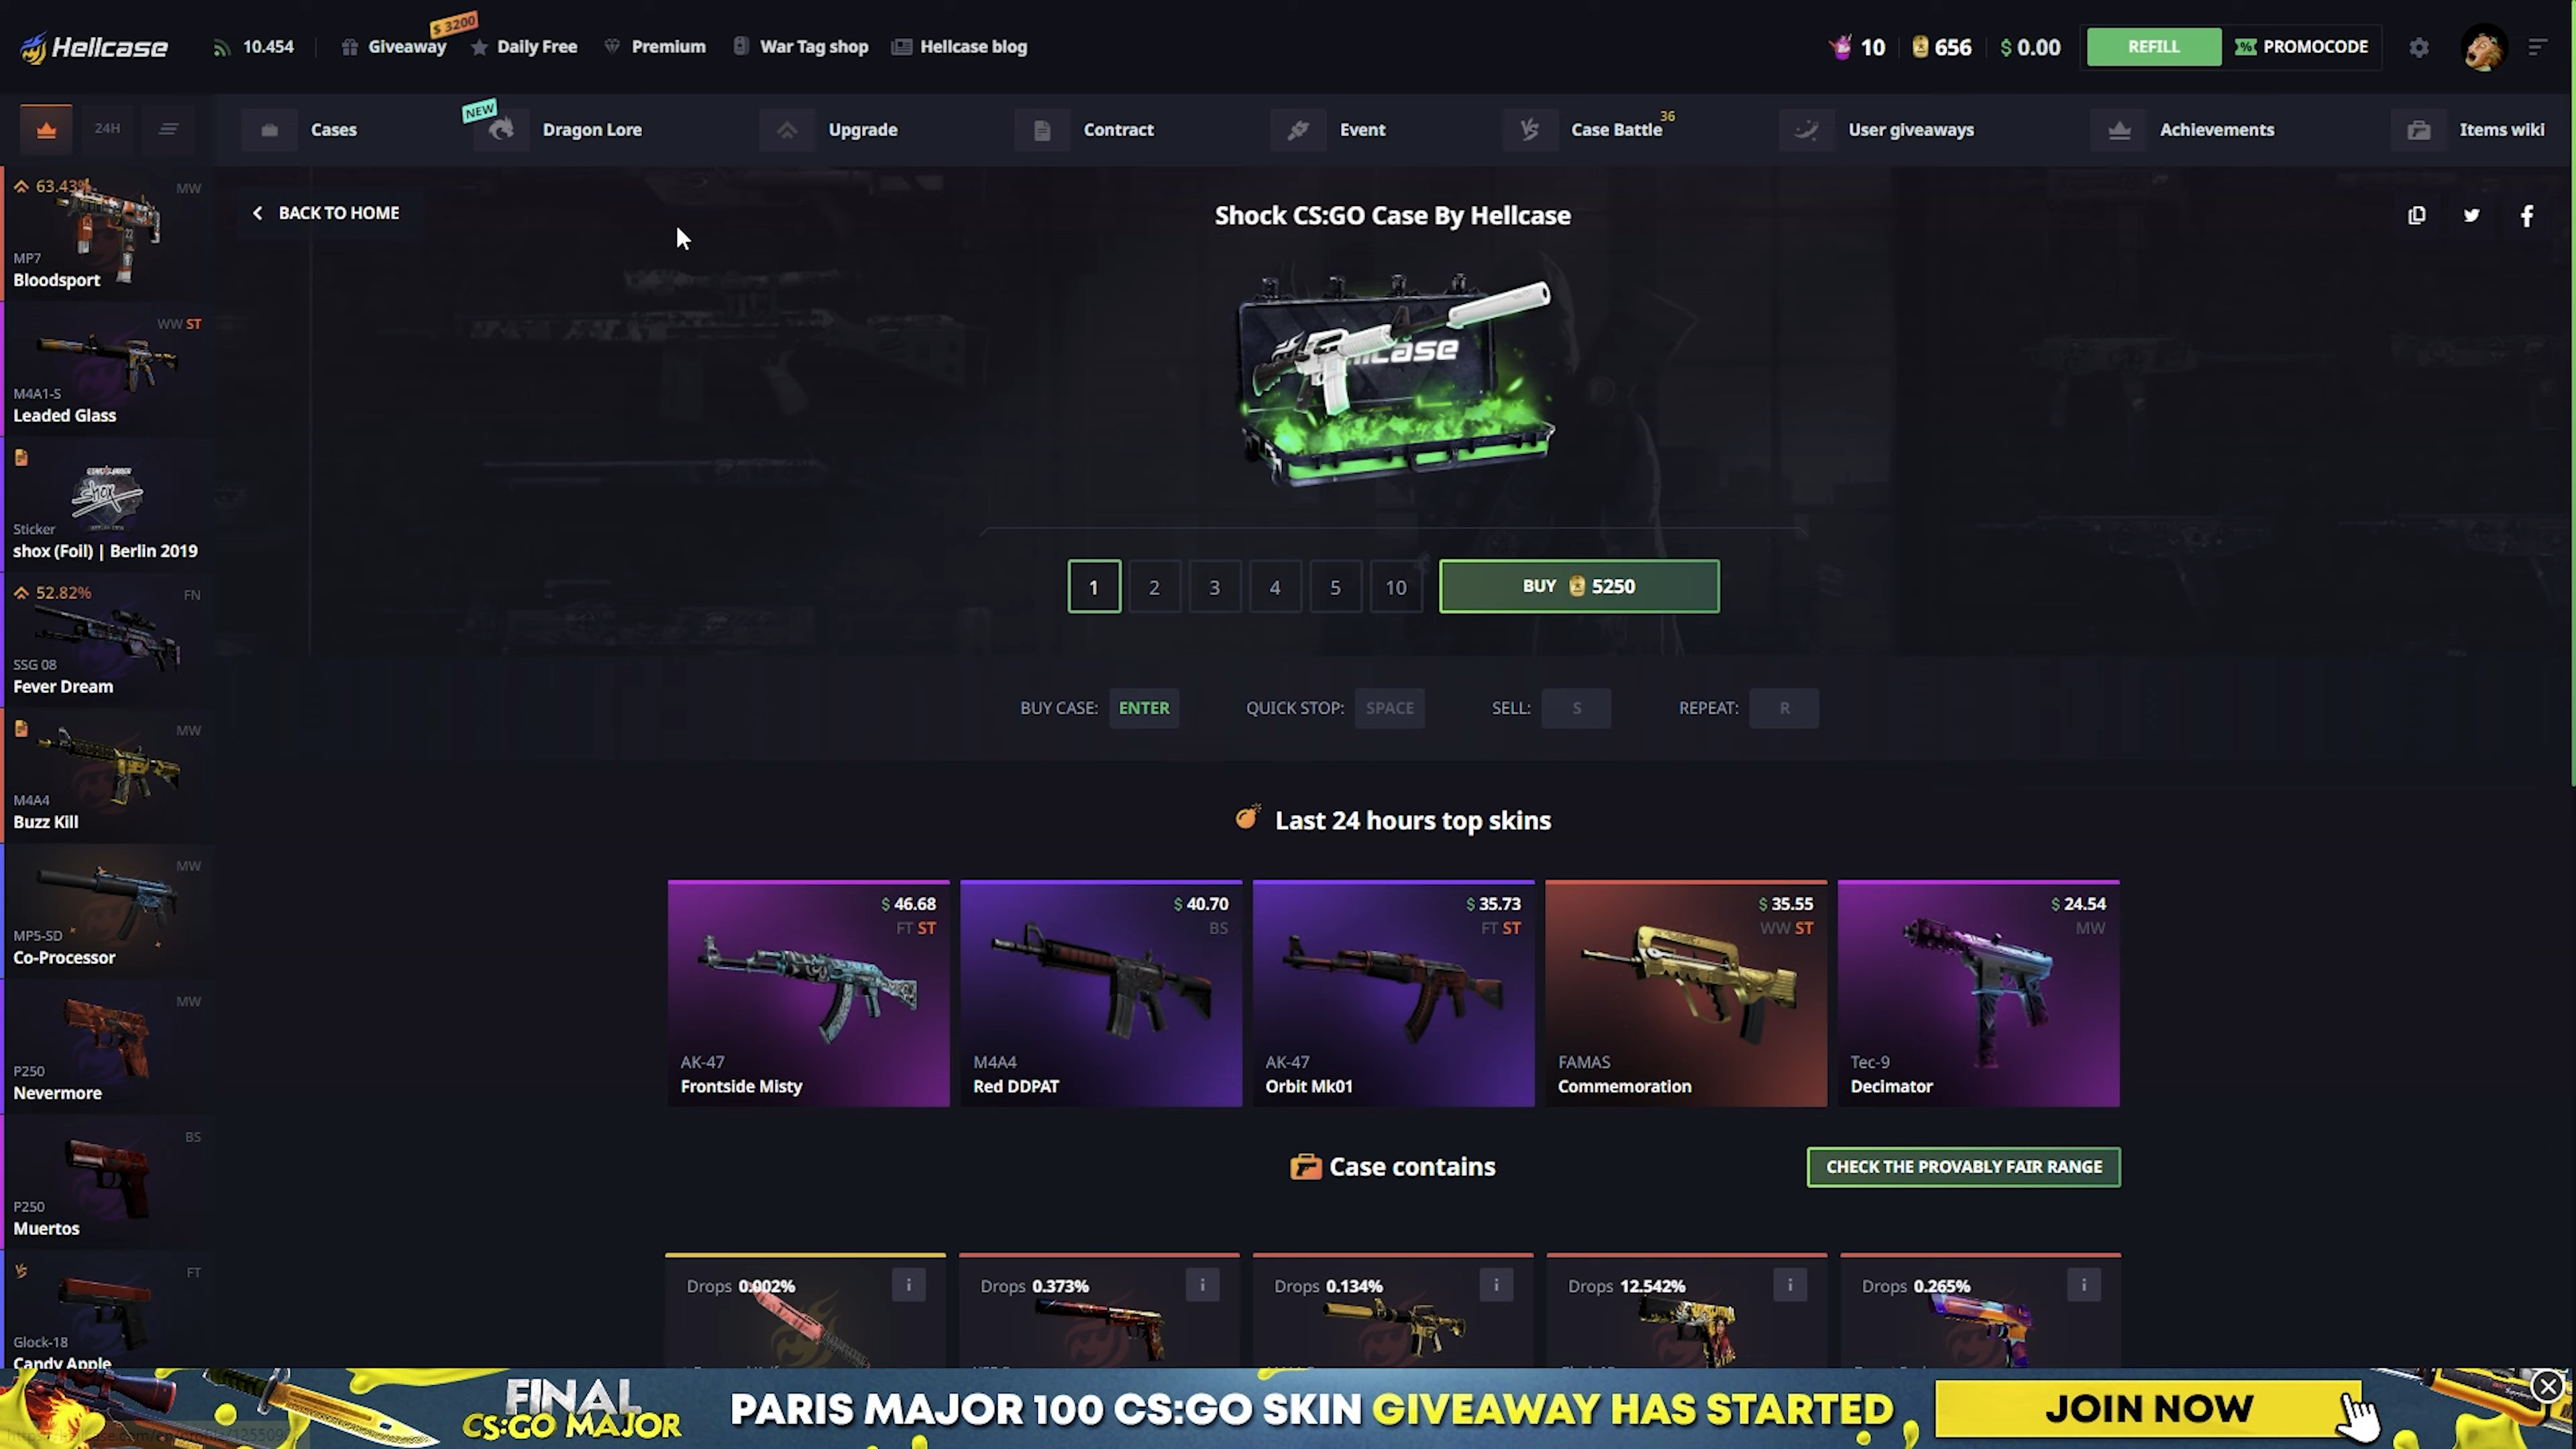 Hellcase
10.454
Giveaway
$ 3200
Daily Free
Premium
War Tag shop
Hellcase blog
10
656
$ 0.00
REFILL
% PROMOCODE
24H
Cases
NEW
Dragon Lore
Upgrade
Contract
Event
Case Battle
36
User giveaways
Achievements
Items wiki
63.43%
MW
MP7
Bloodsport
WW ST
M4A1-S
Leaded Glass
Sticker
shox (Foil) | Berlin 2019
52.82%
FN
SSG 08
Fever Dream
MW
M4A4
Buzz Kill
MW
MP5-SD
Co-Processor
MW
P250
Nevermore
BS
P250
Muertos
FT
Glock-18
Candy Apple
BACK TO HOME
Shock CS:GO Case By Hellcase
1
2
3
4
5
10
BUY 5250
BUY CASE: ENTER
QUICK STOP: SPACE
SELL: S
REPEAT: R
Last 24 hours top skins
$ 46.68
FT ST
AK-47
Frontside Misty
$ 40.70
BS
M4A4
Red DDPAT
$ 35.73
FT ST
AK-47
Orbit Mk01
$ 35.55
WW ST
FAMAS
Commemoration
$ 24.54
MW
Tec-9
Decimator
Case contains
CHECK THE PROVABLY FAIR RANGE
Drops 0.002%
Drops 0.373%
Drops 0.134%
Drops 12.542%
Drops 0.265%
FINAL
CS:GO MAJOR
PARIS MAJOR 100 CS:GO SKIN GIVEAWAY HAS STARTED
JOIN NOW